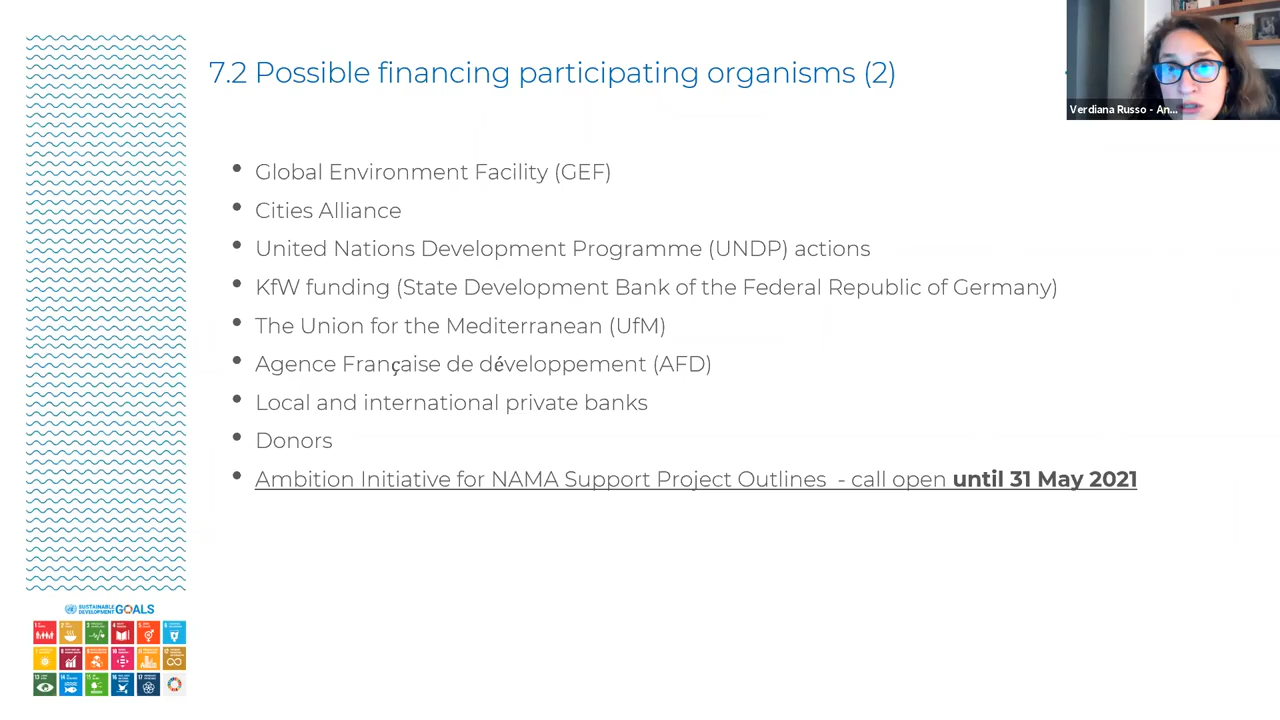 7.2 Possible financing participating organisms (2)
Verdiana Russo - An...
• Global Environment Facility (GEF)
• Cities Alliance
• United Nations Development Programme (UNDP) actions
• KfW funding (State Development Bank of the Federal Republic of Germany)
• The Union for the Mediterranean (UfM)
• Agence Française de développement (AFD)
• Local and international private banks
• Donors
• Ambition Initiative for NAMA Support Project Outlines - call open until 31 May 2021
SUSTAINABLE
DEVELOPMENT GOALS